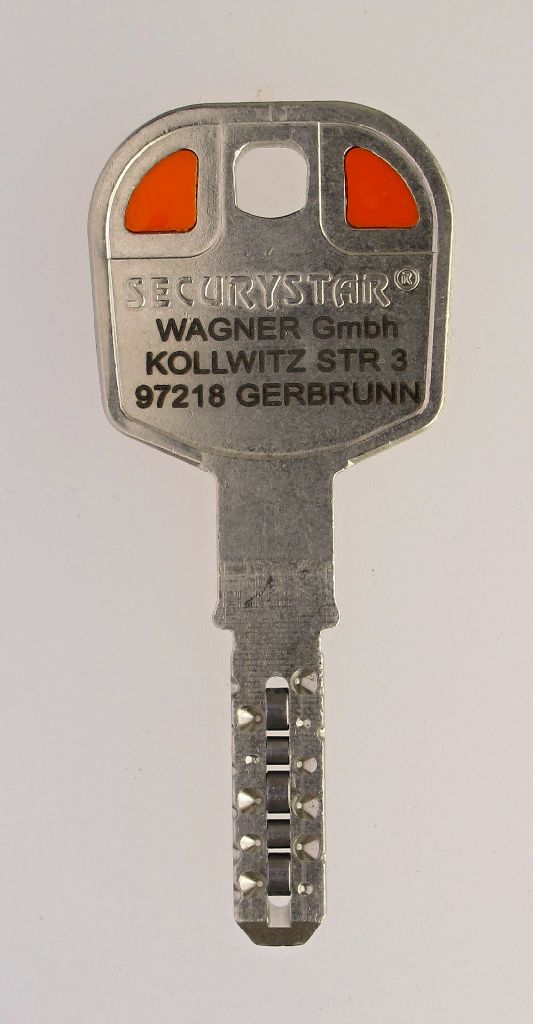 SECURYSTAR®
WAGNER Gmbh
KOLLWITZ STR 3
97218 GERBRUNN